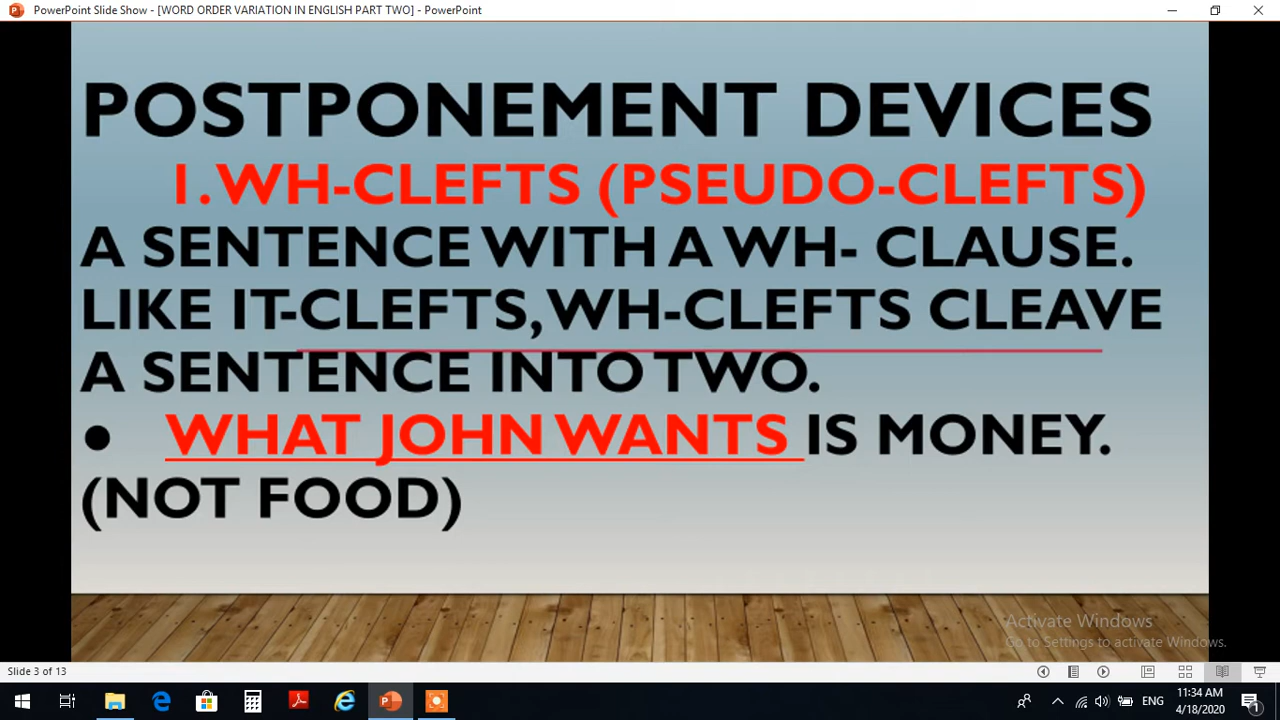 PowerPoint Slide Show - [WORD ORDER VARIATION IN ENGLISH PART TWO] - PowerPoint
POSTPONEMENT DEVICES
1. WH-CLEFTS (PSEUDO-CLEFTS)
A SENTENCE WITH A WH- CLAUSE.
LIKE IT-CLEFTS, WH-CLEFTS CLEAVE
A SENTENCE INTO TWO.
● WHAT JOHN WANTS IS MONEY.
(NOT FOOD)
Activate Windows
Go to Settings to activate Windows.
Slide 3 of 13
ENG
11:34 AM
4/18/2020
1